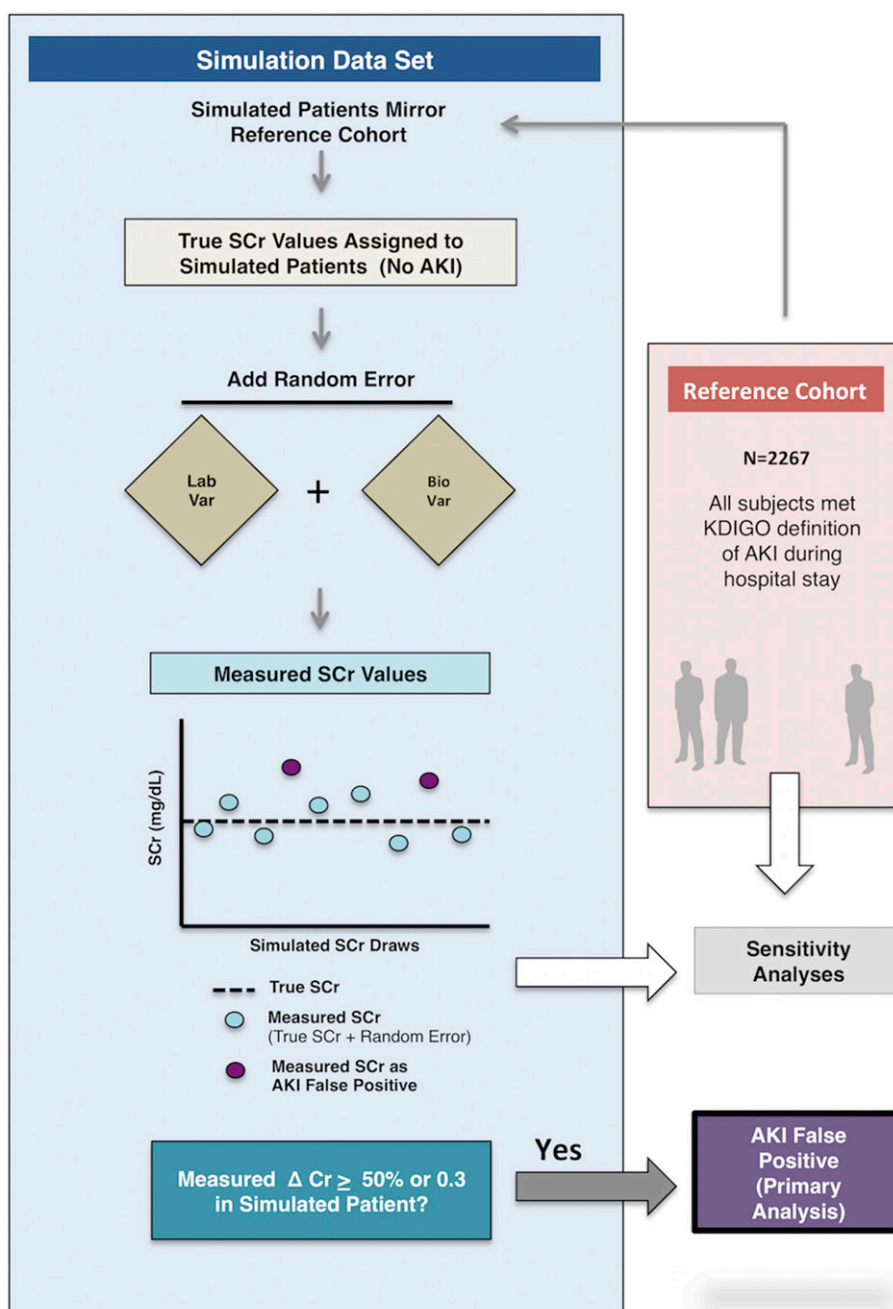 Simulation Data Set
Simulated Patients Mirror
Reference Cohort
True SCr Values Assigned to
Simulated Patients (No AKI)
Add Random Error
Lab
Var
+
Bio
Var
Measured SCr Values
SCr (mg/dL)
Simulated SCr Draws
True SCr
Measured SCr
(True SCr + Random Error)
Measured SCr as
AKI False Positive
Measured Δ Cr ≥ 50% or 0.3
in Simulated Patient?
Yes
Reference Cohort
N=2267
All subjects met
KDIGO definition
of AKI during
hospital stay
Sensitivity
Analyses
AKI False
Positive
(Primary
Analysis)